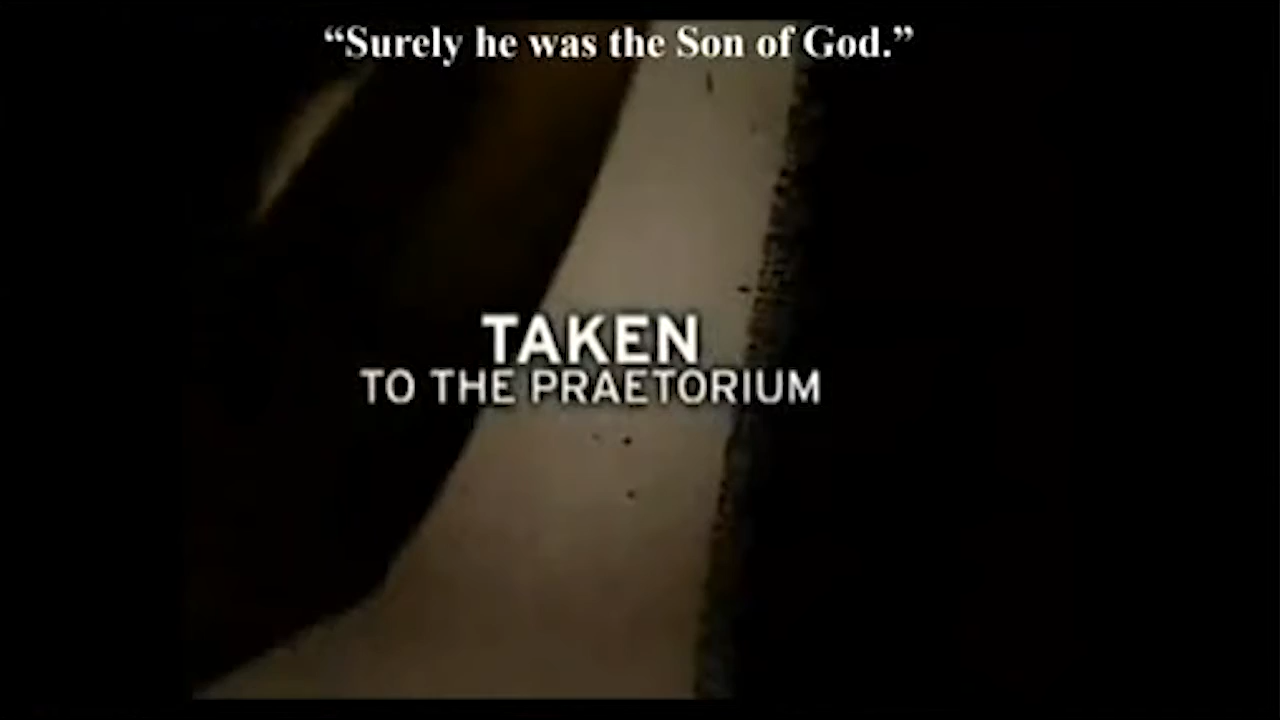 “Surely he was the Son of God.”
TAKEN
TO THE PRAETORIUM